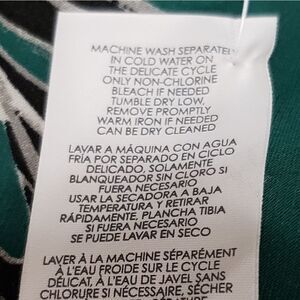 MACHINE WASH SEPARATELY
IN COLD WATER ON
THE DELICATE CYCLE
ONLY NON-CHLORINE
BLEACH IF NEEDED
TUMBLE DRY LOW,
REMOVE PROMPTLY
WARM IRON IF NEEDED
CAN BE DRY CLEANED
LAVAR A MÁQUINA CON AGUA
FRÍA POR SEPARADO EN CICLO
DELICADO, SOLAMENTE
BLANQUEADOR SIN CLORO SI
FUERA NECESARIO
USAR LA SECADORA A BAJA
TEMPERATURA Y RETIRAR
RÁPIDAMENTE, PLANCHA TIBIA
SI FUERA NECESARIO
SE PUEDE LAVAR EN SECO
LAVER À LA MACHINE SÉPARÉMENT
À L'EAU FROIDE SUR LE CYCLE
DÉLICAT, À L'EAU DE JAVEL SANS
CHLORURE SI NÉCESSAIRE, SÉCHER